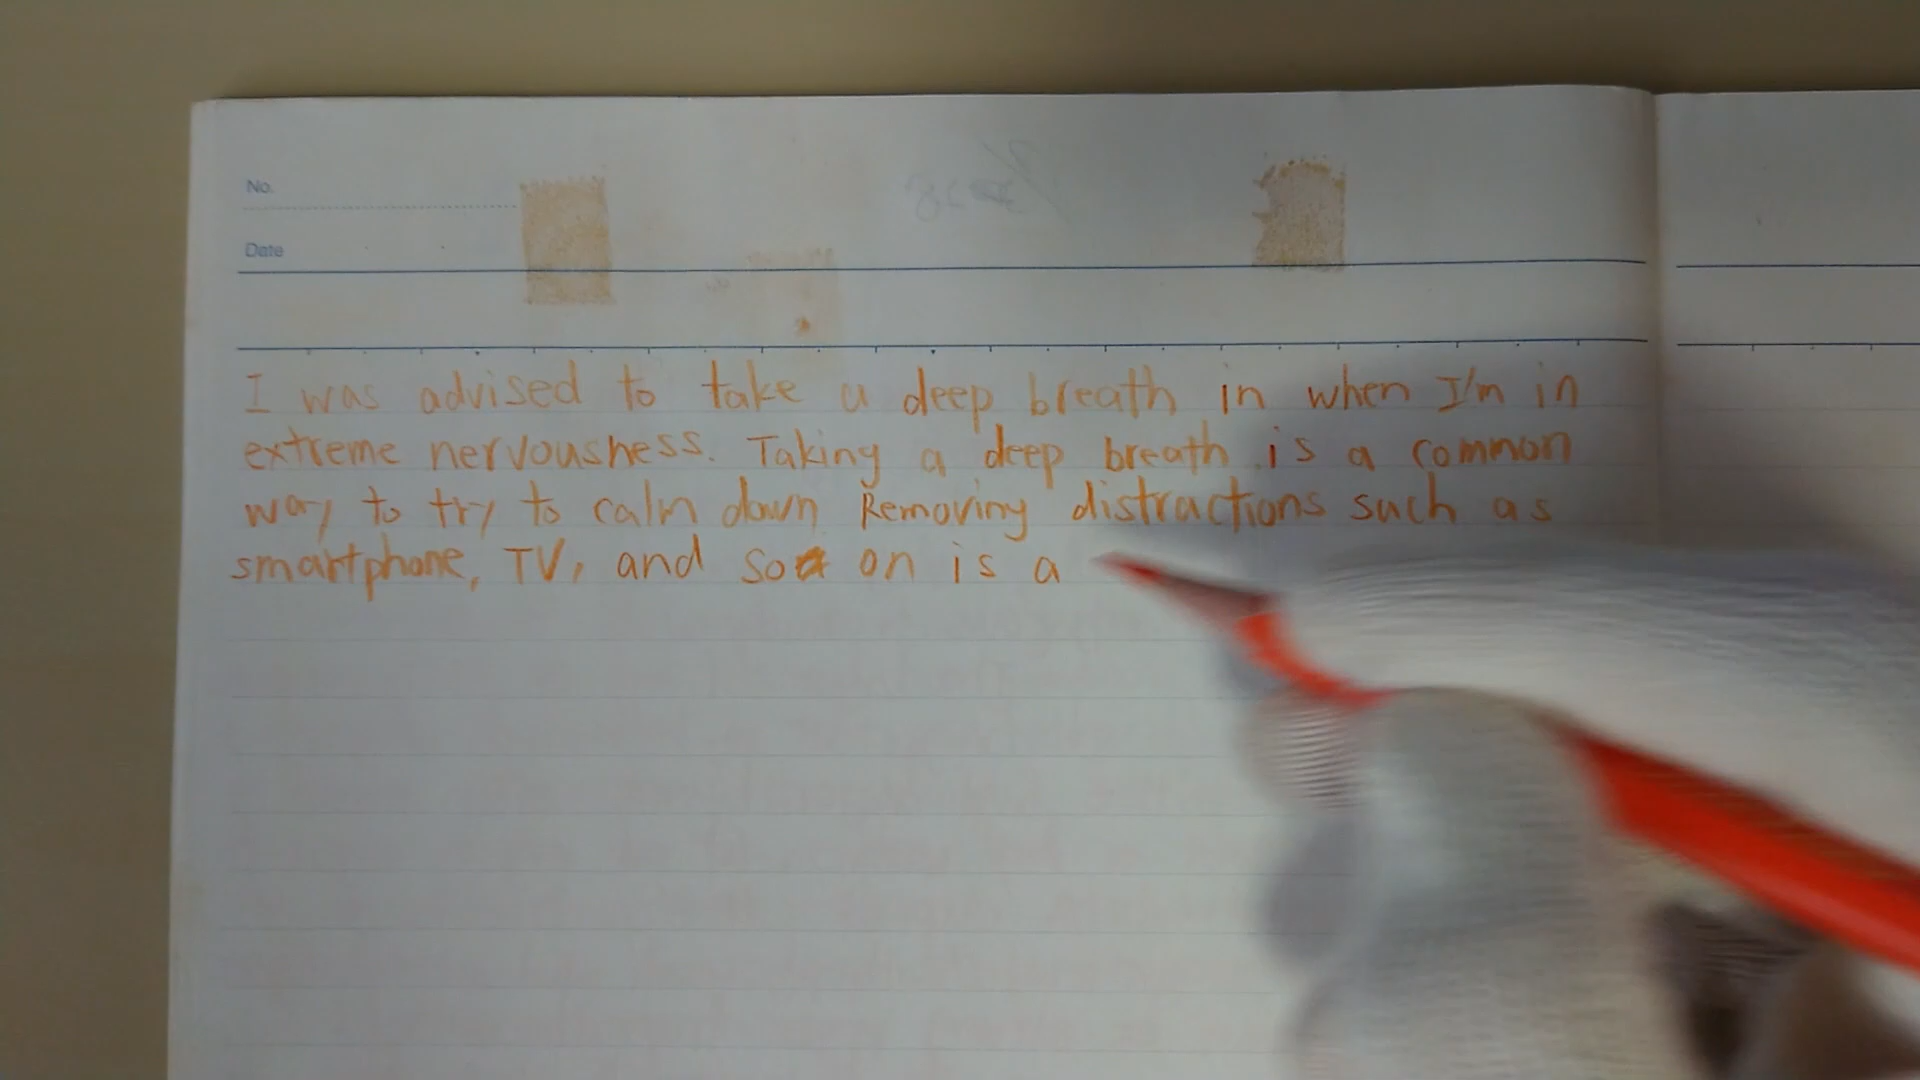 No.
Date
I was advised to take a deep breath in when I'm in
extreme nervousness. Taking a deep breath is a common
way to try to calm down Removing distractions such as
smartphone, TV, and so on is a